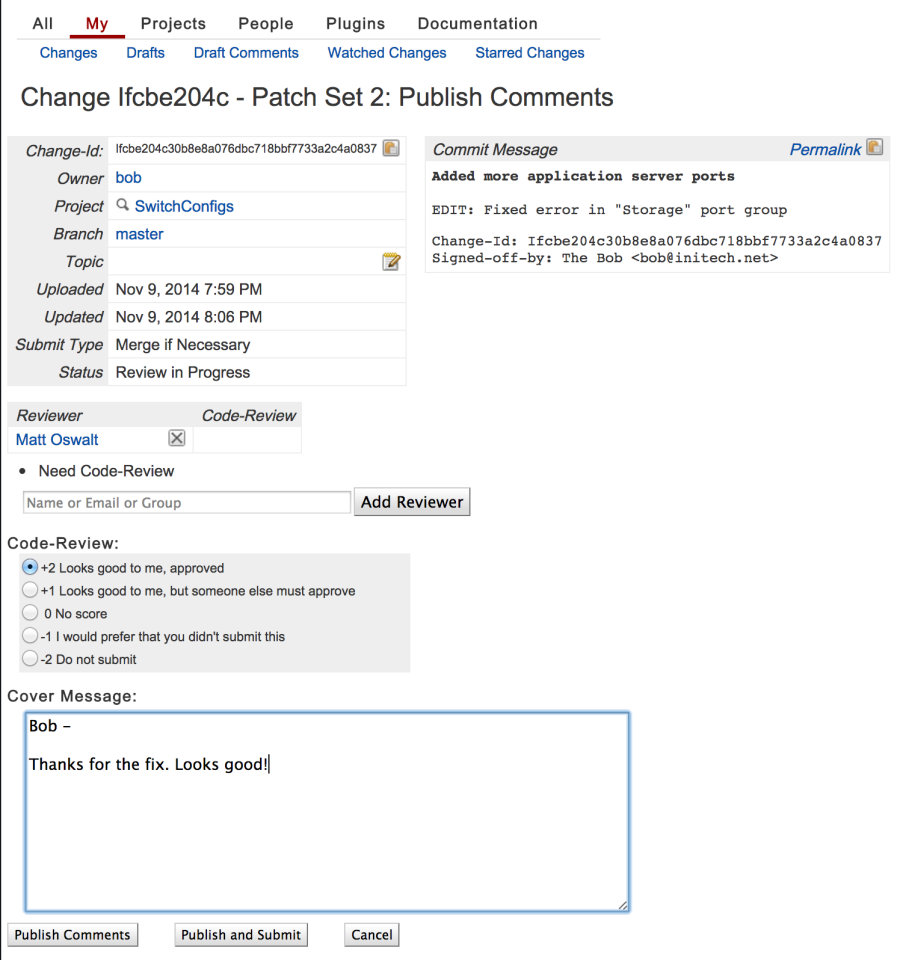 All My Projects People Plugins Documentation
Changes Drafts Draft Comments Watched Changes Starred Changes
Change Ifcbe204c - Patch Set 2: Publish Comments
Change-Id: Ifcbe204c30b8e8a076dbc718bbf7733a2c4a0837
Owner bob
Project SwitchConfigs
Branch master
Topic
Uploaded Nov 9, 2014 7:59 PM
Updated Nov 9, 2014 8:06 PM
Submit Type Merge if Necessary
Status Review in Progress
Commit Message Permalink
Added more application server ports
EDIT: Fixed error in "Storage" port group
Change-Id: Ifcbe204c30b8e8a076dbc718bbf7733a2c4a0837
Signed-off-by: The Bob <bob@initech.net>
Reviewer Code-Review
Matt Oswalt
• Need Code-Review
Name or Email or Group Add Reviewer
Code-Review:
+2 Looks good to me, approved
+1 Looks good to me, but someone else must approve
0 No score
-1 I would prefer that you didn't submit this
-2 Do not submit
Cover Message:
Bob –
Thanks for the fix. Looks good!
Publish Comments Publish and Submit Cancel